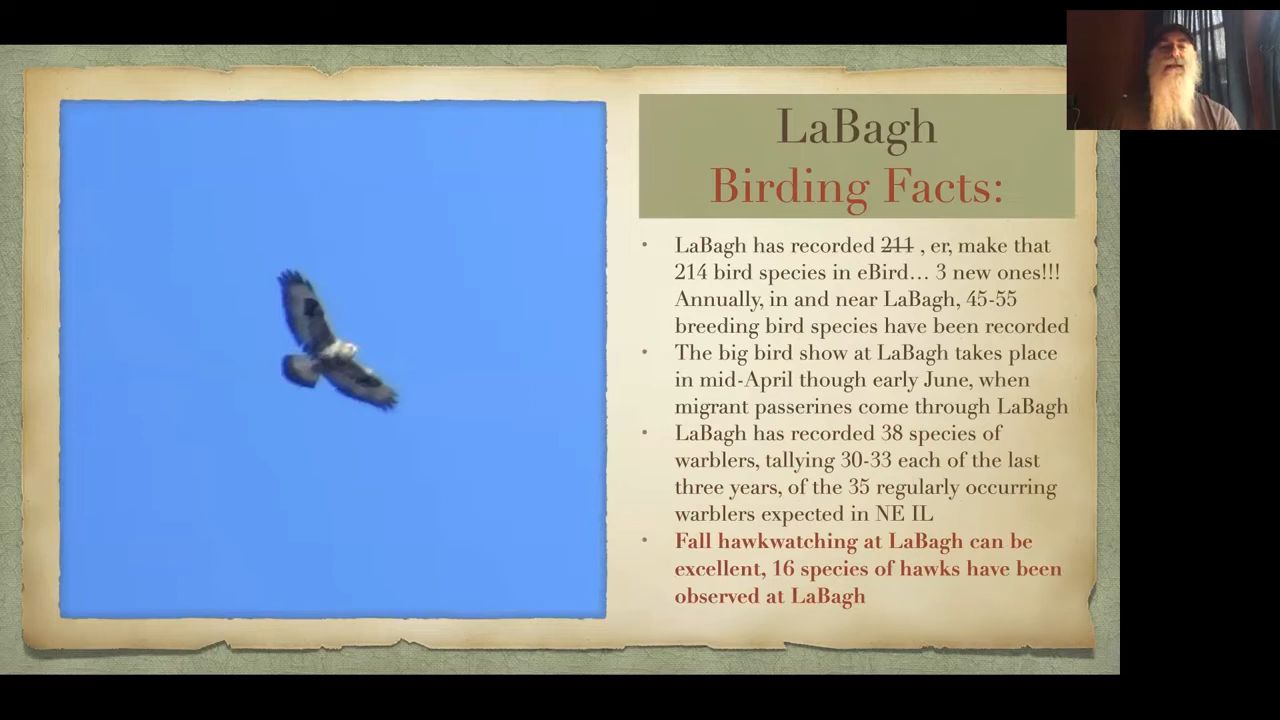 LaBagh
Birding Facts:
• LaBagh has recorded 211 , er, make that
214 bird species in eBird... 3 new ones!!!
Annually, in and near LaBagh, 45-55
breeding bird species have been recorded
• The big bird show at LaBagh takes place
in mid-April though early June, when
migrant passerines come through LaBagh
• LaBagh has recorded 38 species of
warblers, tallying 30-33 each of the last
three years, of the 35 regularly occurring
warblers expected in NE IL
• Fall hawkwatching at LaBagh can be
excellent, 16 species of hawks have been
observed at LaBagh